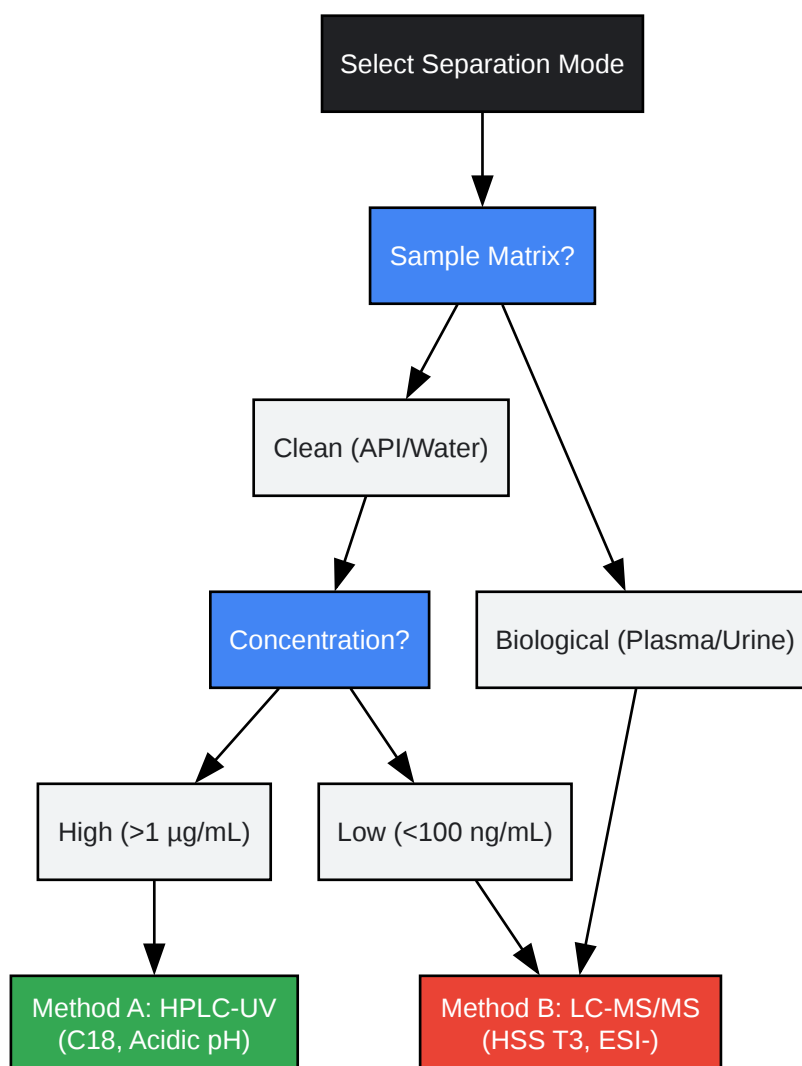 Select Separation Mode
Sample Matrix?
Clean (API/Water)
Concentration?
Biological (Plasma/Urine)
High (>1 µg/mL)
Low (<100 ng/mL)
Method A: HPLC-UV
(C18, Acidic pH)
Method B: LC-MS/MS
(HSS T3, ESI-)